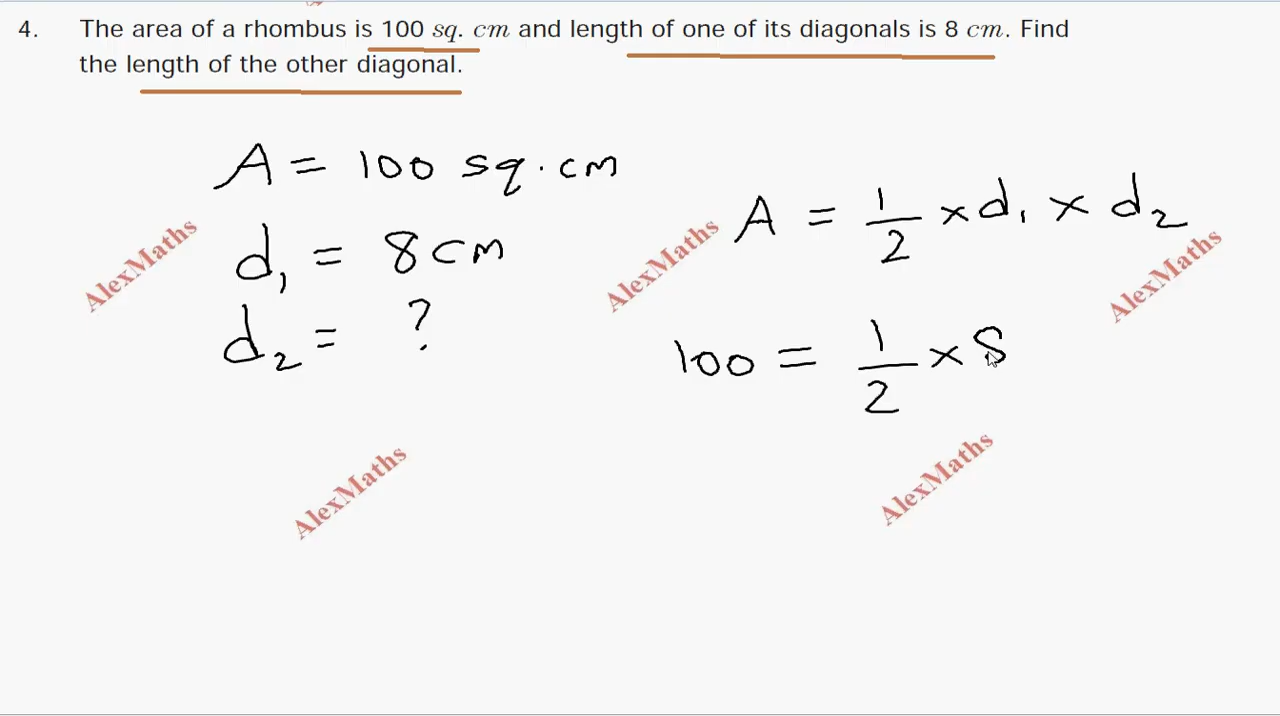 4. The area of a rhombus is 100 sq. cm and length of one of its diagonals is 8 cm. Find
the length of the other diagonal.
A = 100 sq. cm
A = 1/2 × d₁ × d₂
AlexMaths
AlexMaths
AlexMaths
d₁ = 8 cm
d₂ = ?
100 = 1/2 × 8
AlexMaths
AlexMaths